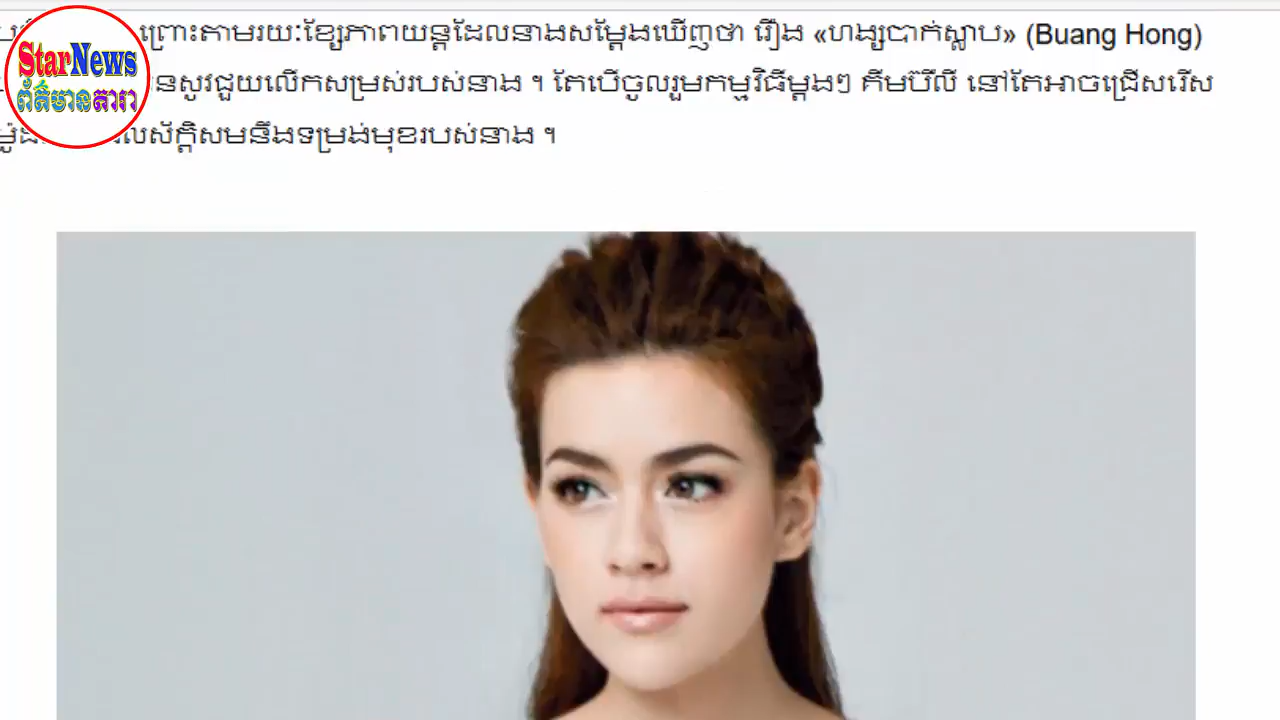 ព្រោះតាមរយៈខ្សែភាពយន្តដែលនាងសម្តែងឃើញថា រឿង «ហង្សបាក់ស្លាប» (Buang Hong)
StarNews
ព័ត៌មានតារា
សូវជួយលើកសម្រស់របស់នាង ។ តែបើចូលរួមកម្មវិធីម្តងៗ គីមប៊ើលី នៅតែអាចជ្រើសរើស
ស័ក្តិសមនឹងទម្រង់មុខរបស់នាង ។